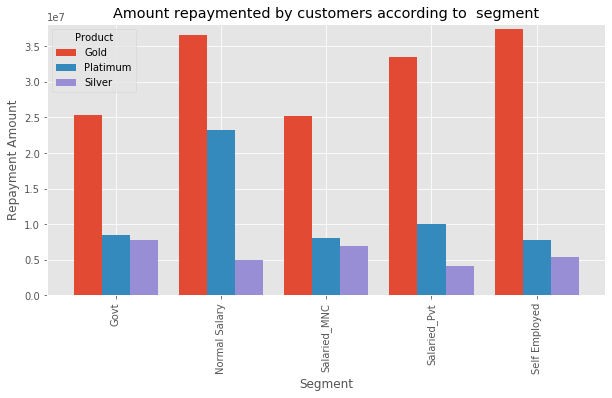 Amount repaymented by customers according to  segment
1e7
Product
Gold
Platimum
Silver
3.5
3.0
2.5
2.0
1.5
1.0
0.5
0.0
Repayment Amount
Govt
Normal Salary
Salaried_MNC
Salaried_Pvt
Self Employed
Segment